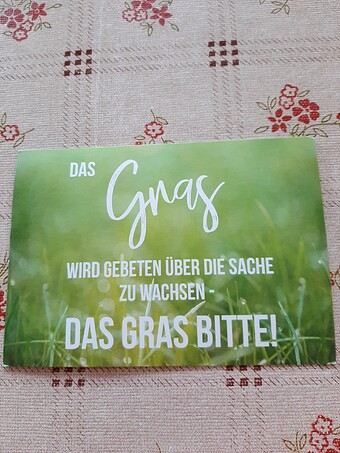 DAS
Gras
WIRD GEBETEN ÜBER DIE SACHE
ZU WACHSEN -
DAS GRAS BITTE!